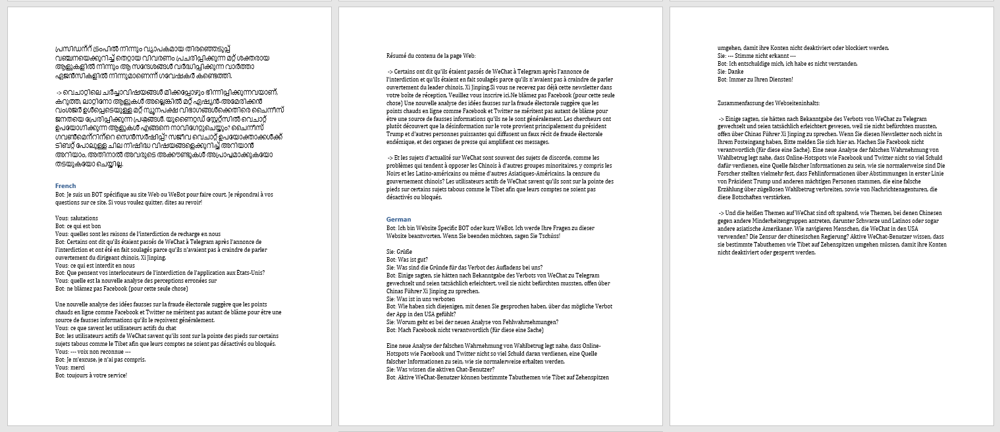 പ്രസിഡന്റ് ട്രംപിൽ നിന്നും വ്യാപകമായ തിരഞ്ഞെടുപ്പ്
വഞ്ചനയെക്കുറിച്ച് തെറ്റായ വിവരണം പ്രചരിപ്പിക്കുന്ന മറ്റ് ശക്തരായ
ആളുകളിൽ നിന്നും ആ സന്ദേശങ്ങൾ വർദ്ധിപ്പിക്കുന്ന വാർത്താ
ഏജൻസികളിൽ നിന്നുമാണെന്ന് ഗവേഷകർ കണ്ടെത്തി.
-> വെചാറ്റിലെ ചർച്ചാവിഷയങ്ങൾ മിക്കപ്പോഴും ഭിന്നിപ്പിക്കുന്നവയാണ്,
കറുത്ത, ലാറ്റിനോ ആളുകൾ അല്ലെങ്കിൽ മറ്റ് ഏഷ്യൻ-അമേരിക്കൻ
വംശജർ ഉൾപ്പെടെയുള്ള മറ്റ് ന്യൂനപക്ഷ വിഭാഗങ്ങൾക്കെതിരെ ചൈനീസ്
ജനതയെ പ്രേരിപ്പിക്കുന്ന പ്രശ്നങ്ങൾ. യുണൈറ്റഡ് സ്റ്റേറ്റ്സിൽ വെചാറ്റ്
ഉപയോഗിക്കുന്ന ആളുകൾ എങ്ങനെ നാവിഗേറ്റുചെയ്യും? ചൈനീസ്
ഗവൺമെന്റിന്റെ സെൻസർഷിപ്പ്? സജീവ വെചാറ്റ് ഉപയോക്താക്കൾക്ക്
ടിബറ്റ് പോലുള്ള ചില നിഷിദ്ധ വിഷയങ്ങളെക്കുറിച്ച് അറിയാൻ
അറിയാം, അതിനാൽ അവരുടെ അക്കൗണ്ടുകൾ അപ്രാപ്തമാക്കുകയോ
തടയുകയോ ചെയ്യില്ല.
French
Bot: Je suis un BOT spécifique au site Web ou WeBot pour faire court. Je répondrai à vos
questions sur ce site. Si vous voulez quitter, dites au revoir!
Vous: salutations
Bot: ce qui est bon
Vous: quelles sont les raisons de l'interdiction de recharge en nous
Bot: Certains ont dit qu'ils étaient passés de WeChat à Telegram après l'annonce de
l'interdiction et ont été en fait soulagés parce qu'ils n'avaient pas à craindre de parler
ouvertement du dirigeant chinois, Xi Jinping.
Vous: ce qui est interdit en nous
Bot: Que pensent vos interlocuteurs de l'interdiction de l'application aux États-Unis?
Vous: quelle est la nouvelle analyse des perceptions erronées sur
Bot: ne blâmez pas Facebook (pour cette seule chose)
Une nouvelle analyse des idées fausses sur la fraude électorale suggère que les points
chauds en ligne comme Facebook et Twitter ne méritent pas autant de blâme pour être une
source de fausses informations qu'ils le reçoivent généralement.
Vous: ce que savent les utilisateurs actifs du chat
Bot: les utilisateurs actifs de WeChat savent qu'ils sont sur la pointe des pieds sur certains
sujets tabous comme le Tibet afin que leurs comptes ne soient pas désactivés ou bloqués.
Vous: --- voix non reconnue ---
Bot: Je m'excuse, je n'ai pas compris.
Vous: merci
Bot: toujours à votre service!
Résumé du contenu de la page Web:
-> Certains ont dit qu'ils étaient passés de WeChat à Telegram après l'annonce de
l'interdiction et qu'ils étaient en fait soulagés parce qu'ils n'avaient pas à craindre de parler
ouvertement du leader chinois, Xi Jinping.Si vous ne recevez pas déjà cette newsletter dans
votre boîte de réception, Veuillez vous inscrire ici.Ne blâmez pas Facebook (pour cette seule
chose) Une nouvelle analyse des idées fausses sur la fraude électorale suggère que les
points chauds en ligne comme Facebook et Twitter ne méritent pas autant de blâme pour
être une source de fausses informations qu'ils ne le sont généralement. Les chercheurs ont
plutôt découvert que la désinformation sur le vote provient principalement du président
Trump et d'autres personnes puissantes qui diffusent un faux récit de fraude électorale
endémique, et des organes de presse qui amplifient ces messages.
-> Et les sujets d'actualité sur WeChat sont souvent des sujets de discorde, comme les
problèmes qui tendent à opposer les Chinois à d'autres groupes minoritaires, y compris les
Noirs et les Latino-américains ou même d'autres Asiatiques-Américains. la censure du
gouvernement chinois? Les utilisateurs actifs de WeChat savent qu'ils sont sur la pointe des
pieds sur certains sujets tabous comme le Tibet afin que leurs comptes ne soient pas
désactivés ou bloqués.
German
Bot: Ich bin Website Specific BOT oder kurz WeBot. Ich werde Ihre Fragen zu dieser
Website beantworten. Wenn Sie beenden möchten, sagen Sie Tschüss!
Sie: Grüße
Bot: Was ist gut?
Sie: Was sind die Gründe für das Verbot des Aufladens bei uns?
Bot: Einige sagten, sie hätten nach Bekanntgabe des Verbots von WeChat zu Telegram
gewechselt und seien tatsächlich erleichtert, weil sie nicht befürchten mussten, offen über
Chinas Führer Xi Jinping zu sprechen.
Sie: Was ist in uns verboten
Bot: Wie haben sich diejenigen, mit denen Sie gesprochen haben, über das mögliche Verbot
der App in den USA gefühlt?
Sie: Worum geht es bei der neuen Analyse von Fehlwahrnehmungen?
Bot: Mach Facebook nicht verantwortlich (für diese eine Sache)
Eine neue Analyse der falschen Wahrnehmung von Wahlbetrug legt nahe, dass Online-
Hotspots wie Facebook und Twitter nicht so viel Schuld daran verdienen, eine Quelle
falscher Informationen zu sein, wie sie normalerweise erhalten werden.
Sie: Was wissen die aktiven Chat-Benutzer?
Bot: Aktive WeChat-Benutzer können bestimmte Tabuthemen wie Tibet auf Zehenspitzen
umgehen, damit ihre Konten nicht deaktiviert oder blockiert werden.
Sie: --- Stimme nicht erkannt ---
Bot: Ich entschuldige mich, ich habe es nicht verstanden.
Sie: Danke
Bot: Immer zu Ihren Diensten!
Zusammenfassung des Webseiteninhalts:
-> Einige sagten, sie hätten nach Bekanntgabe des Verbots von WeChat zu Telegram
gewechselt und seien tatsächlich erleichtert gewesen, weil sie nicht befürchten mussten,
offen über Chinas Führer Xi Jinping zu sprechen. Wenn Sie diesen Newsletter noch nicht in
Ihrem Posteingang haben, Bitte melden Sie sich hier an. Machen Sie Facebook nicht
verantwortlich (für diese eine Sache). Eine neue Analyse der falschen Wahrnehmung von
Wahlbetrug legt nahe, dass Online-Hotspots wie Facebook und Twitter nicht so viel Schuld
dafür verdienen, eine Quelle falscher Informationen zu sein, wie sie normalerweise sind Die
Forscher stellten vielmehr fest, dass Fehlinformationen über Abstimmungen in erster Linie
von Präsident Trump und anderen mächtigen Personen stammen, die eine falsche
Erzählung über zügellosen Wahlbetrug verbreiten, sowie von Nachrichtenagenturen, die
diese Botschaften verstärken.
-> Und die heißen Themen auf WeChat sind oft spaltend, wie Themen, bei denen Chinesen
gegen andere Minderheitengruppen antreten, darunter Schwarze und Latinos oder sogar
andere asiatische Amerikaner. Wie navigieren Menschen, die WeChat in den USA
verwenden? Die Zensur der chinesischen Regierung? Aktive WeChat-Benutzer wissen, dass
sie bestimmte Tabuthemen wie Tibet auf Zehenspitzen umgehen müssen, damit ihre Konten
nicht deaktiviert oder gesperrt werden.